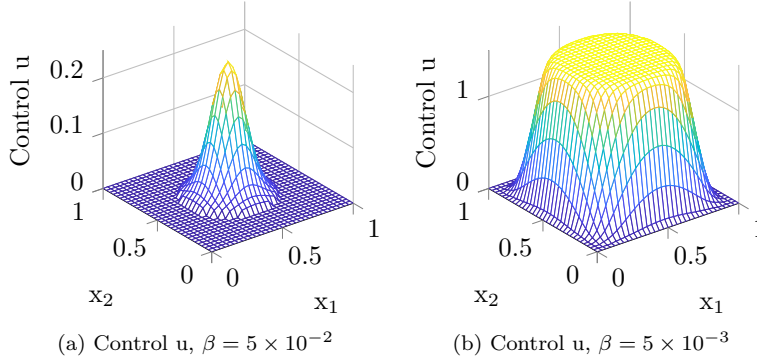 Control u
0.2
0.1
0
1
0.5
0
x₂
0
0.5
1
x₁
(a) Control u, β = 5 × 10⁻²
Control u
1
0
1
0.5
0
x₂
0
0.5
1
x₁
(b) Control u, β = 5 × 10⁻³